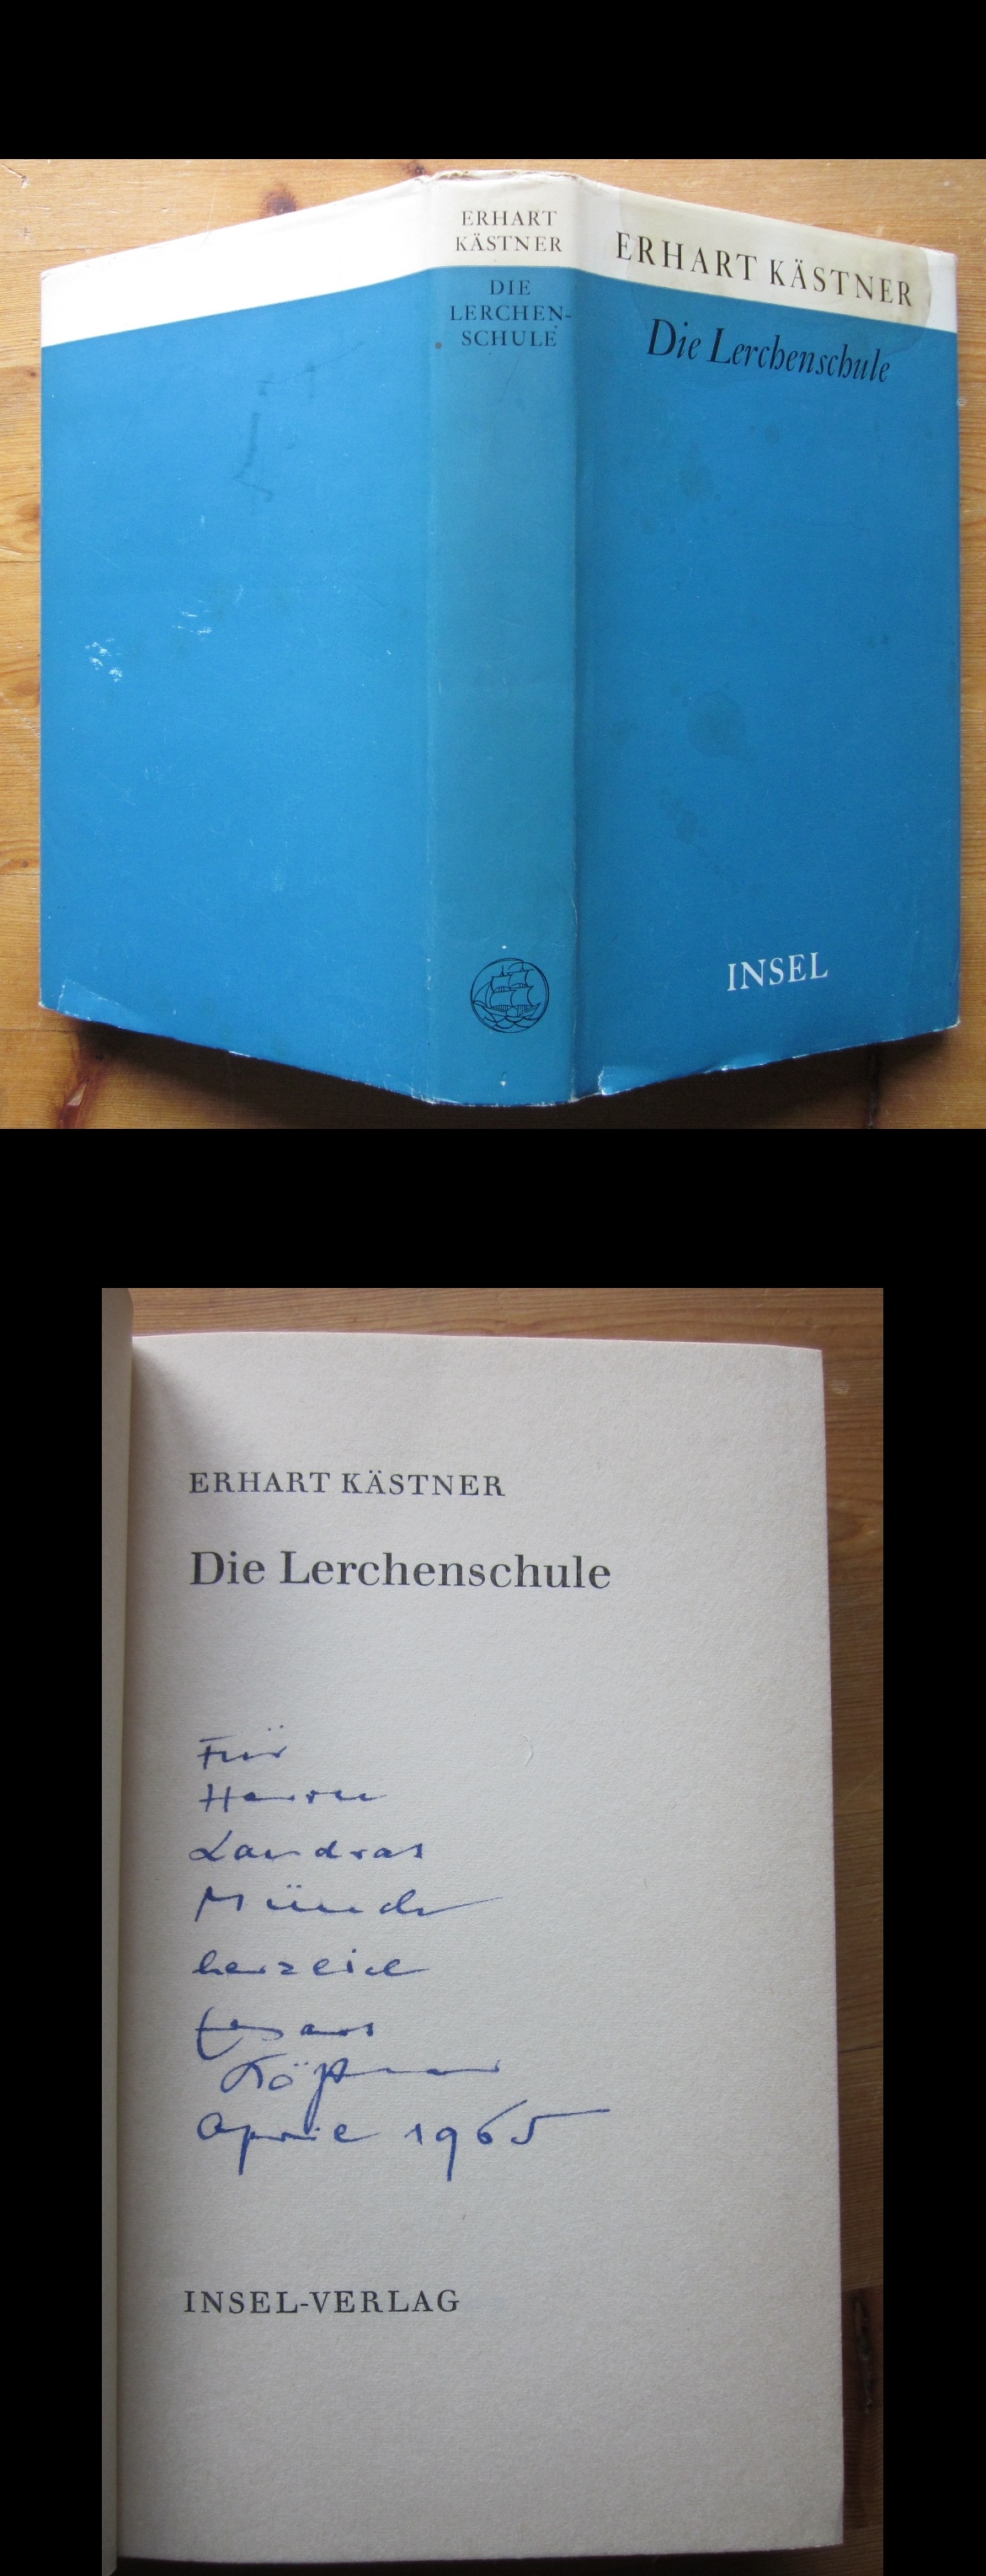 ERHART
KÄSTNER
DIE
LERCHEN-
SCHULE
ERHART KÄSTNER
Die Lerchenschule
INSEL
ERHART KÄSTNER
Die Lerchenschule
Für
Herrn
Landrat
Münch
herzlich
Erhart
Kästner
April 1965
INSEL-VERLAG